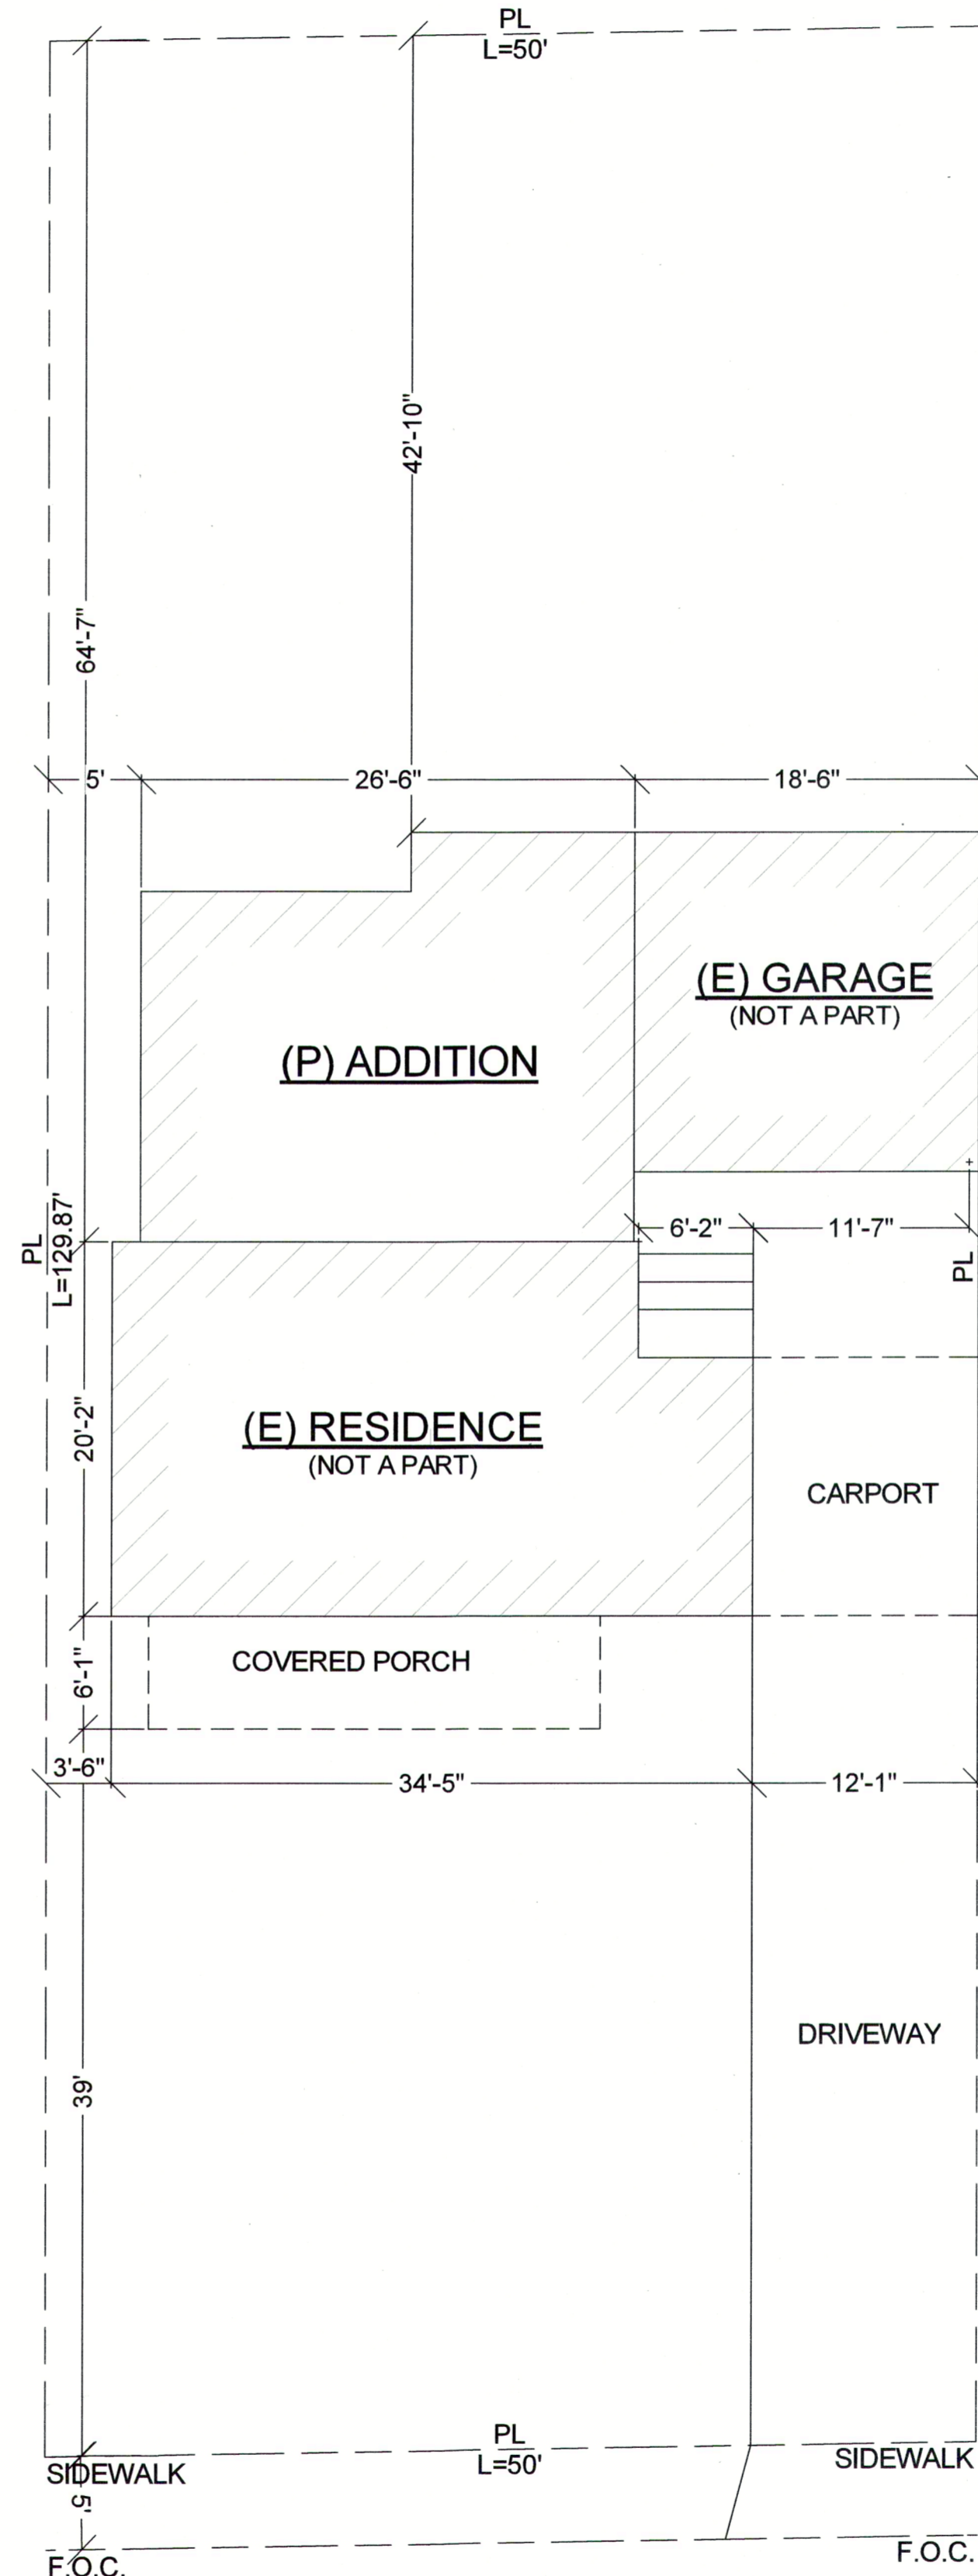 PL
L=50'
42'-10"
64'-7"
5'
26'-6"
18'-6"
(E) GARAGE
(NOT A PART)
(P) ADDITION
PL
L=129.87'
6'-2"
11'-7"
PL
20'-2"
(E) RESIDENCE
(NOT A PART)
CARPORT
COVERED PORCH
6'-1"
3'-6"
34'-5"
12'-1"
DRIVEWAY
39'
PL
L=50'
SIDEWALK
SIDEWALK
5'
F.O.C.
F.O.C.